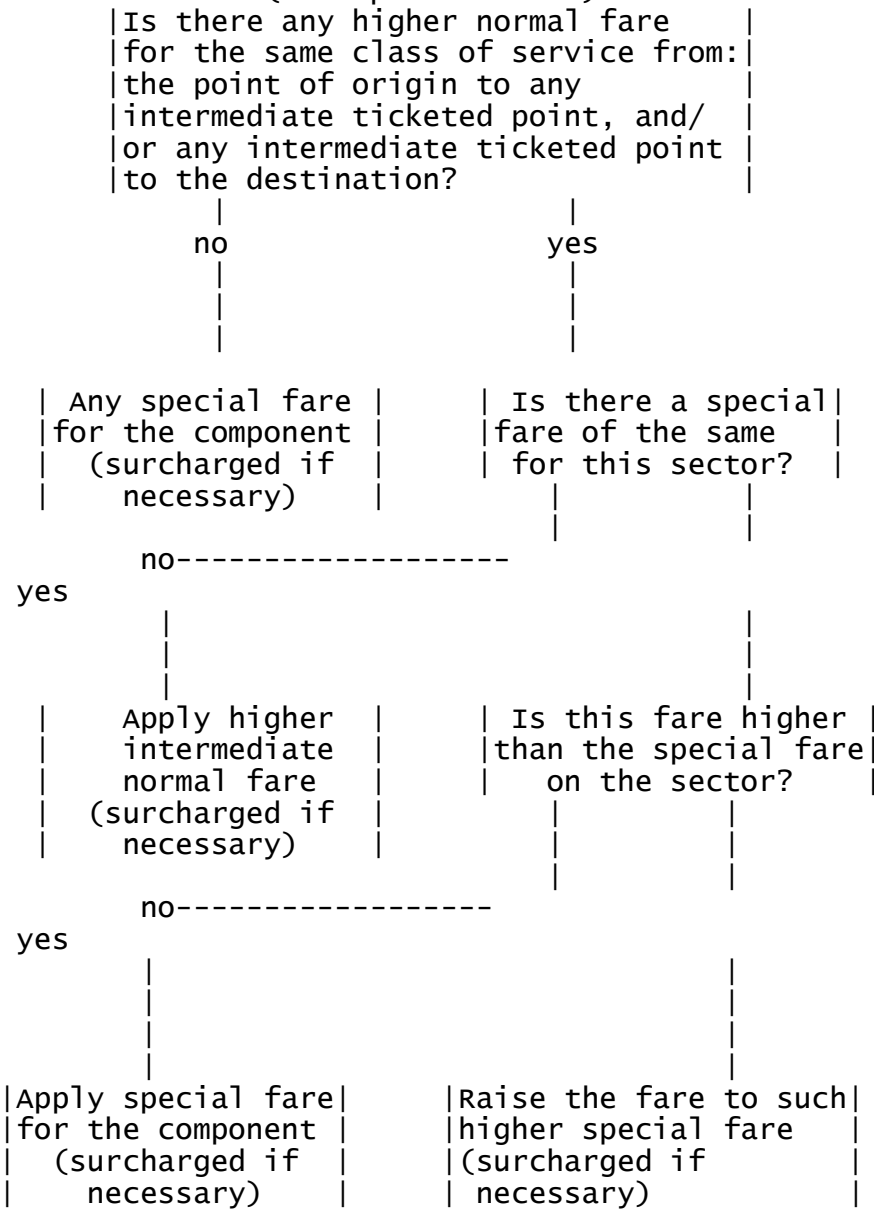 |Is there any higher normal fare |
|for the same class of service from:|
|the point of origin to any |
|intermediate ticketed point, and/ |
|or any intermediate ticketed point |
|to the destination? |
no yes
| Any special fare | | Is there a special|
|for the component | |fare of the same |
| (surcharged if | | for this sector? |
| necessary) |
no-------------------
yes
| Apply higher | | Is this fare higher |
| intermediate | |than the special fare|
| normal fare | | on the sector? |
| (surcharged if |
| necessary) |
no------------------
yes
|Apply special fare| |Raise the fare to such|
|for the component | |higher special fare |
| (surcharged if | |(surcharged if |
| necessary) | | necessary) |